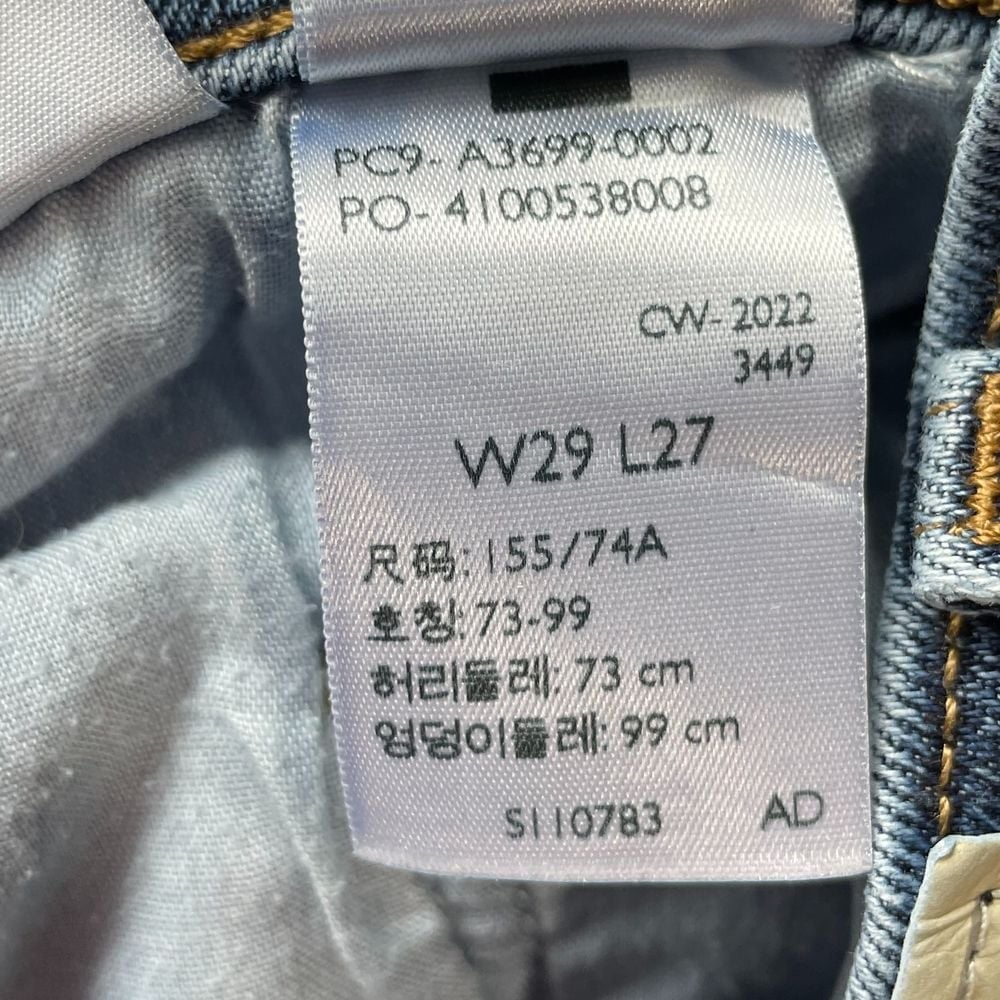 PC9- A3699-0002
PO- 4100538008
CW- 2022
3449
W29 L27
尺码: 155/74A
호칭: 73-99
허리둘레: 73 cm
엉덩이둘레: 99 cm
S110783 AD